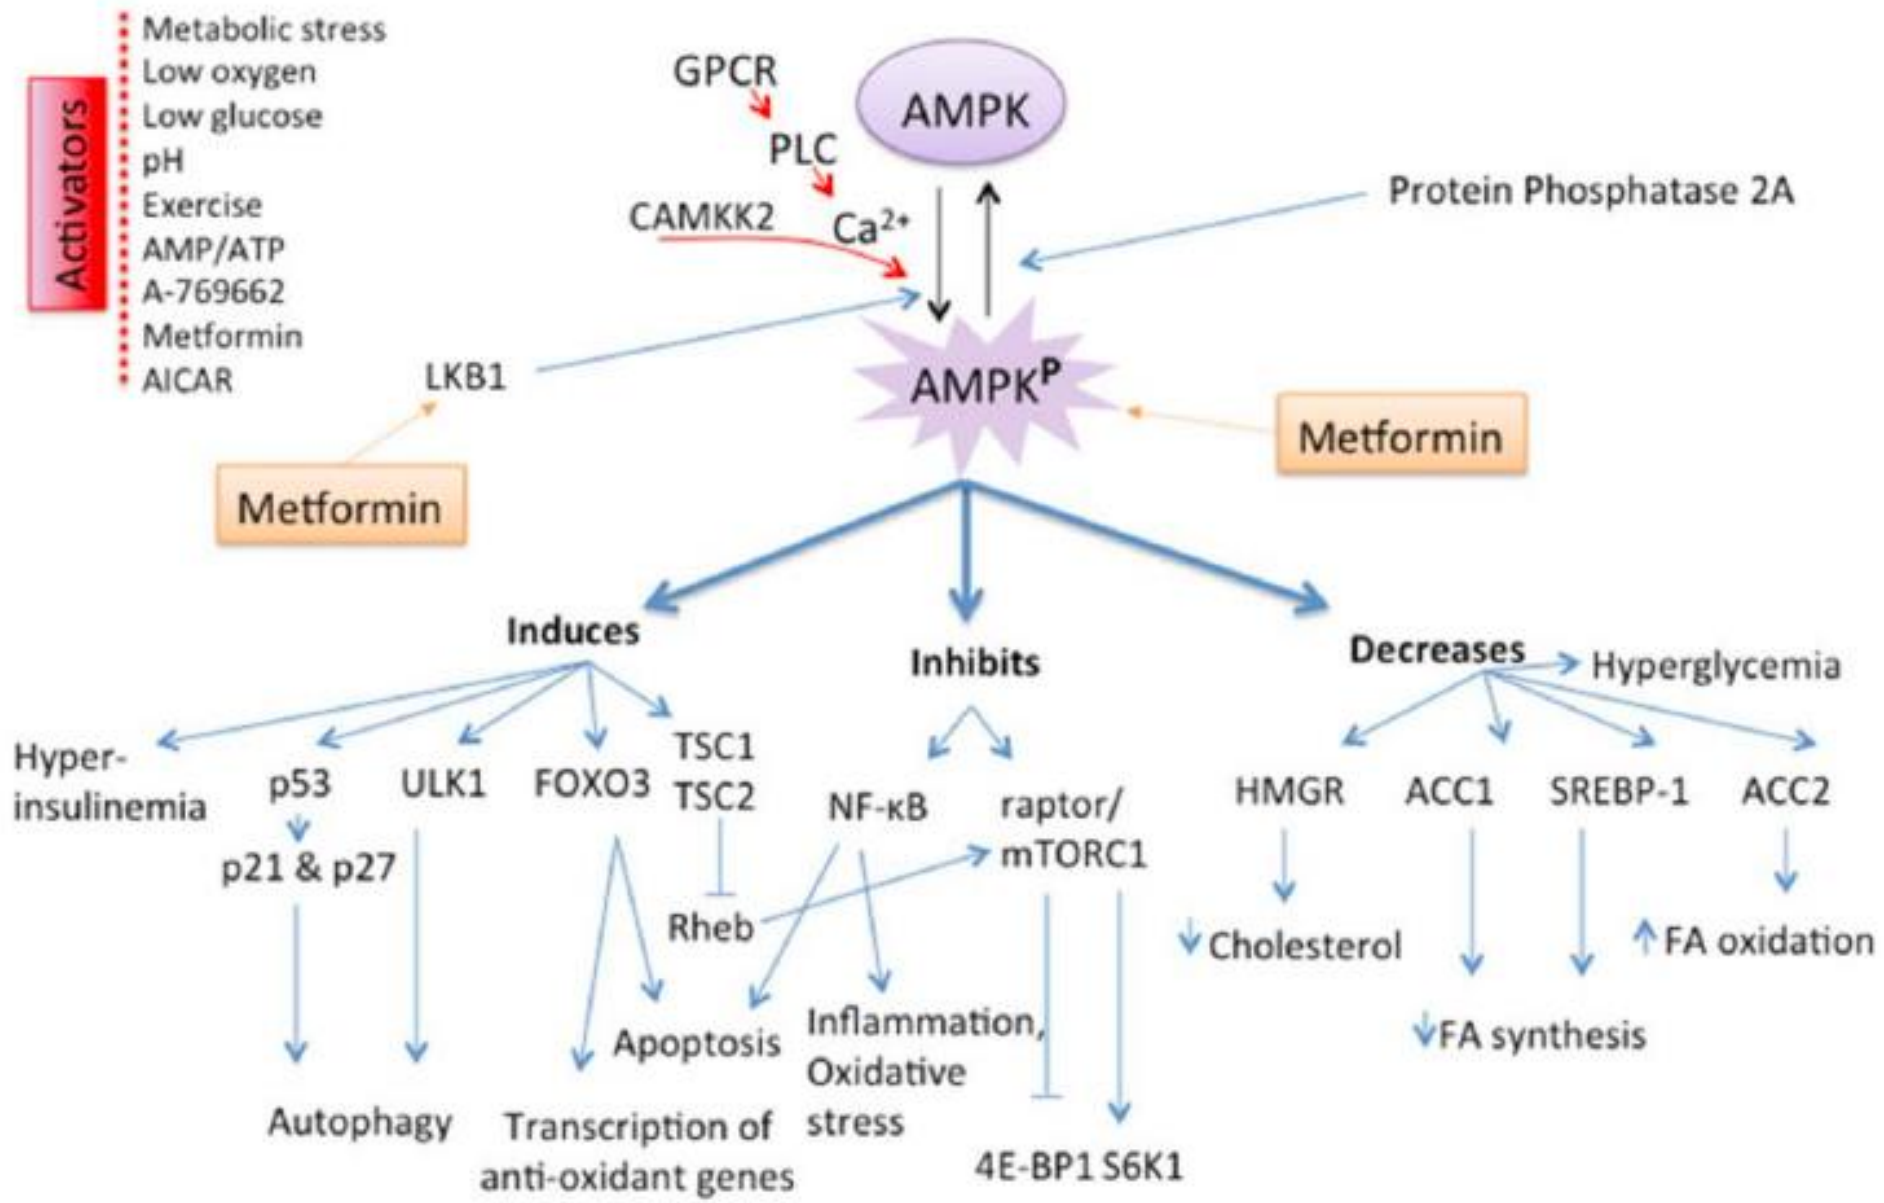 Activators
Metabolic stress
Low oxygen
Low glucose
pH
Exercise
AMP/ATP
A-769662
Metformin
AICAR
GPCR
PLC
CAMKK2
Ca²⁺
AMPK
Protein Phosphatase 2A
LKB1
AMPKᴾ
Metformin
Metformin
Induces
Inhibits
Decreases
Hyperglycemia
Hyper-
insulinemia
p53
ULK1
FOXO3
TSC1
TSC2
p21 & p27
Rheb
NF-κB
raptor/
mTORC1
HMGR
ACC1
SREBP-1
ACC2
Cholesterol
FA oxidation
FA synthesis
Apoptosis
Inflammation,
Oxidative
stress
Autophagy
Transcription of
anti-oxidant genes
4E-BP1 S6K1